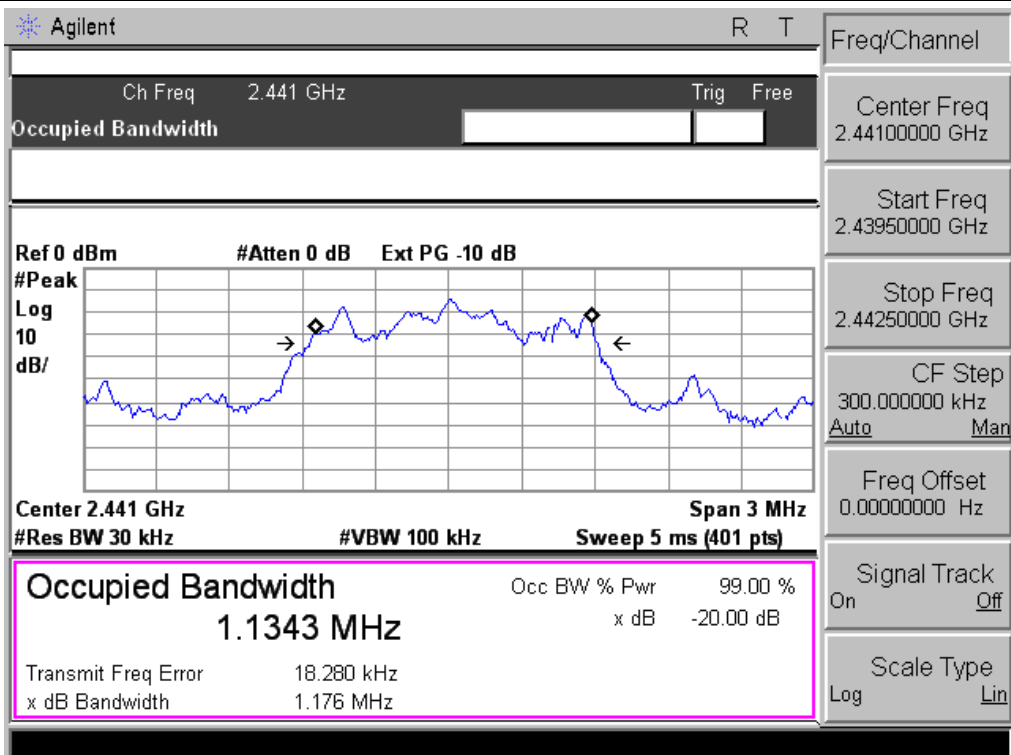 Agilent R T
Ch Freq 2.441 GHz Trig Free
Occupied Bandwidth
Ref 0 dBm #Atten 0 dB Ext PG -10 dB
#Peak
Log
10
dB/
Center 2.441 GHz Span 3 MHz
#Res BW 30 kHz #VBW 100 kHz Sweep 5 ms (401 pts)
Occupied Bandwidth Occ BW % Pwr 99.00 %
1.1343 MHz x dB -20.00 dB
Transmit Freq Error 18.280 kHz
x dB Bandwidth 1.176 MHz
Freq/Channel
Center Freq
2.44100000 GHz
Start Freq
2.43950000 GHz
Stop Freq
2.44250000 GHz
CF Step
300.000000 kHz
Auto Man
Freq Offset
0.00000000 Hz
Signal Track
On Off
Scale Type
Log Lin